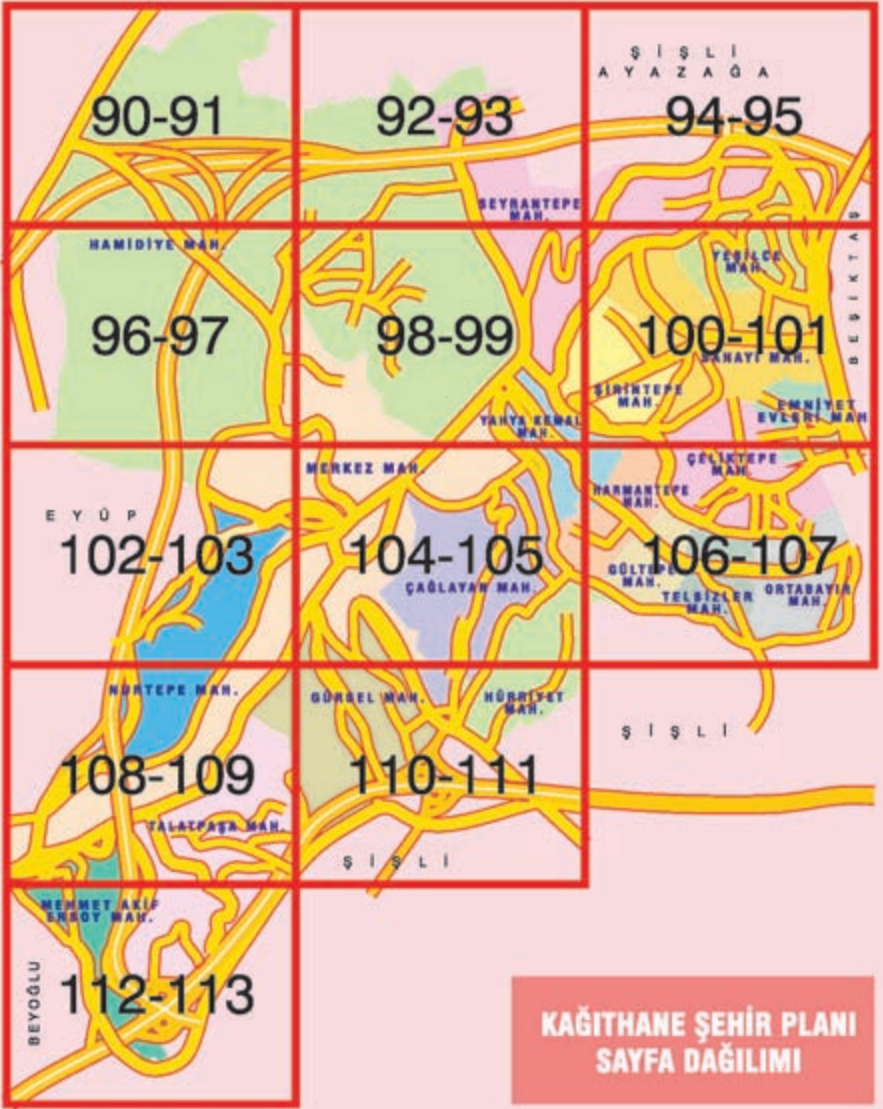 ŞİŞLİ
AYAZAĞA
90-91
92-93
94-95
SEYRANTEPE
MAH.
HAMİDİYE MAH.
YEŞİLCE
MAH.
BEŞİKTAŞ
96-97
98-99
100-101
SANAYİ MAH.
ŞİRİNTEPE
MAH.
YAHYA KEMAL
MAH.
EMNİYET
EVLERİ MAH
MERKEZ MAH.
ÇELİKTEPE
MAH.
HARMANTEPE
MAH.
EYÜP
102-103
104-105
106-107
ÇAĞLAYAN MAH.
GÜLTEPE
MAH.
TELSİZLER
MAH.
ORTABAYIR
MAH.
NURTEPE MAH.
GÜRSEL MAH.
HÜRRİYET
MAH.
ŞİŞLİ
108-109
110-111
TALATPAŞA MAH.
ŞİŞLİ
MEHMET AKİF
ERSOY MAH.
BEYOĞLU
112-113
KAĞITHANE ŞEHİR PLANI
SAYFA DAĞILIMI